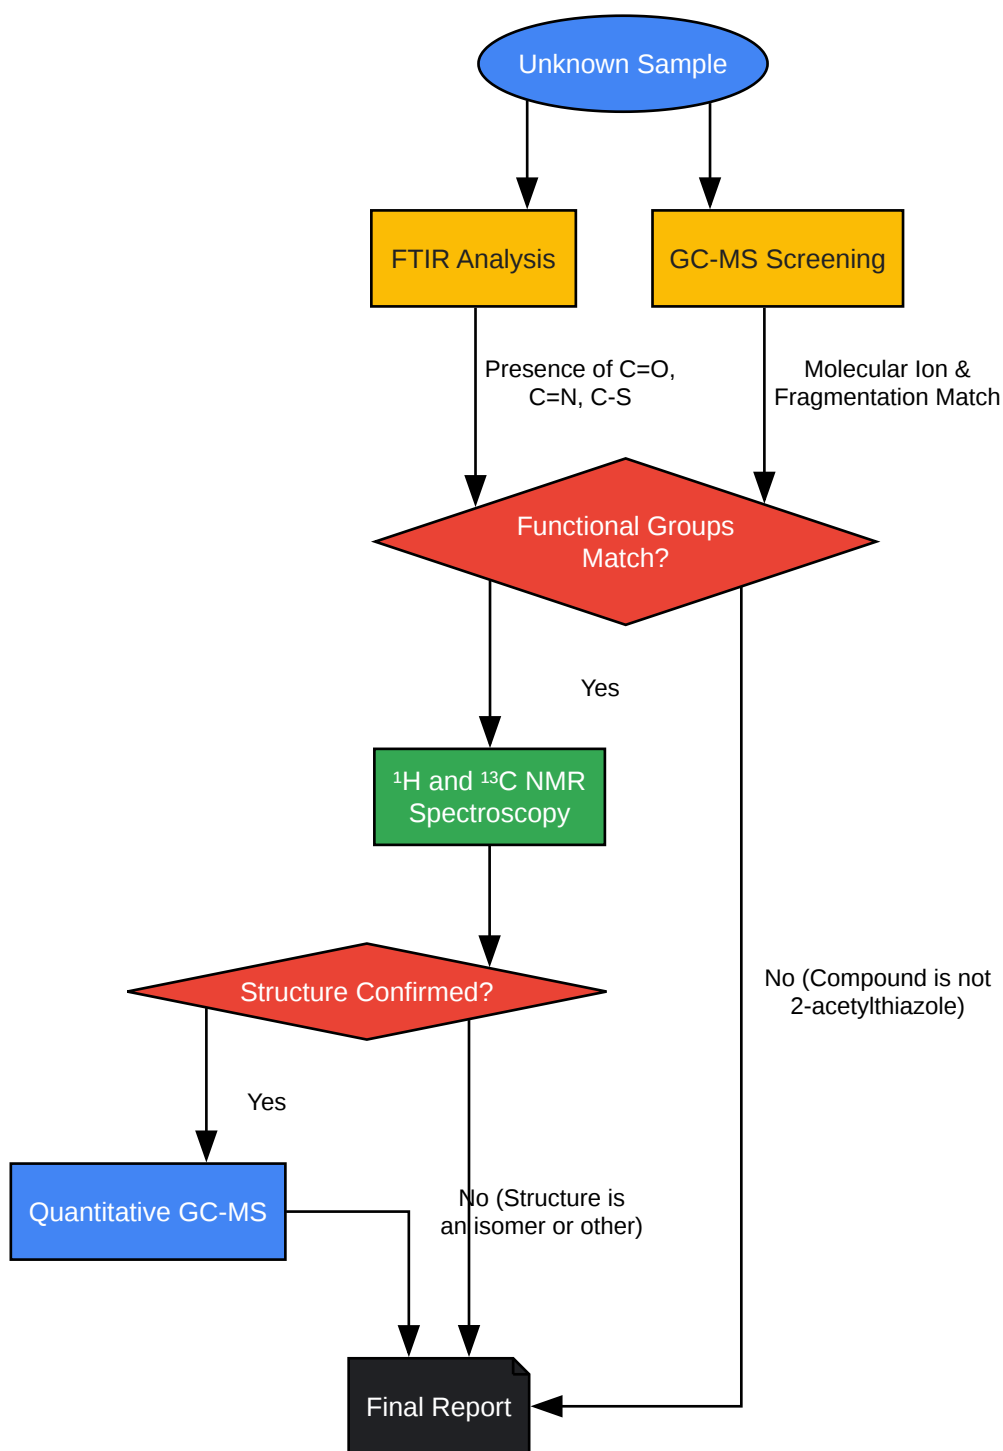 Unknown Sample
FTIR Analysis
GC-MS Screening
Presence of C=O,
C=N, C-S
Molecular Ion &
Fragmentation Match
Functional Groups
Match?
Yes
¹H and ¹³C NMR
Spectroscopy
No (Compound is not
2-acetylthiazole)
Structure Confirmed?
Yes
Quantitative GC-MS
No (Structure is
an isomer or other)
Final Report